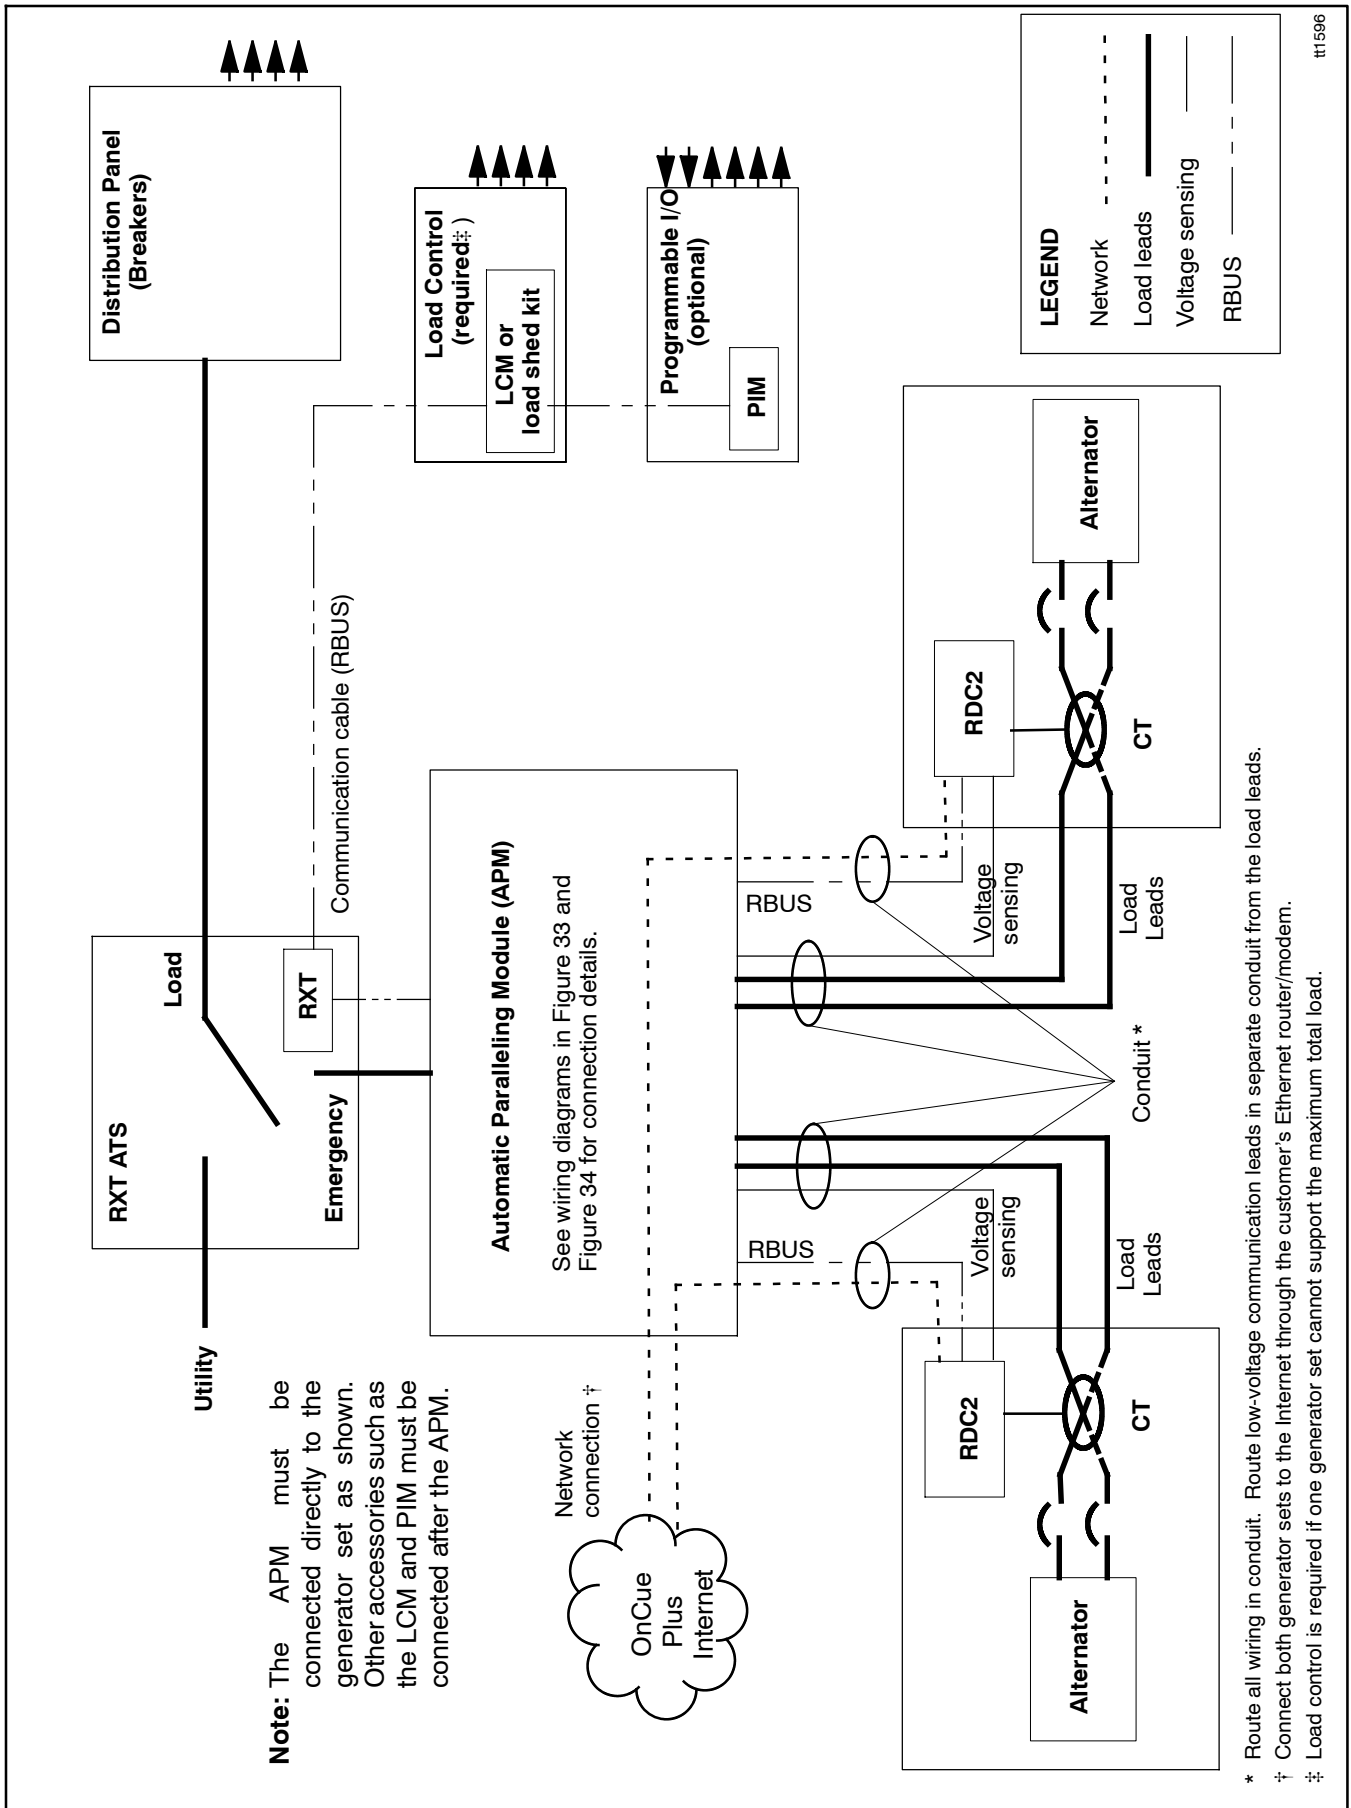 Distribution Panel
(Breakers)
Load Control
(required‡ )
LCM or
load shed kit
Programmable I/O
(optional)
PIM
LEGEND
Network
Load leads
Voltage sensing
RBUS
tt1596
RXT ATS
Load
RXT
Emergency
Utility
Communication cable (RBUS)
Note: The APM must be
connected directly to the
generator set as shown.
Other accessories such as
the LCM and PIM must be
connected after the APM.
Automatic Paralleling Module (APM)
See wiring diagrams in Figure 33 and
Figure 34 for connection details.
Network
connection †
OnCue
Plus
Internet
RBUS
Voltage
sensing
Load
Leads
RBUS
Voltage
sensing
Load
Leads
Conduit *
RDC2
CT
Alternator
RDC2
CT
Alternator
* Route all wiring in conduit. Route low-voltage communication leads in separate conduit from the load leads.
† Connect both generator sets to the Internet through the customer's Ethernet router/modem.
‡ Load control is required if one generator set cannot support the maximum total load.